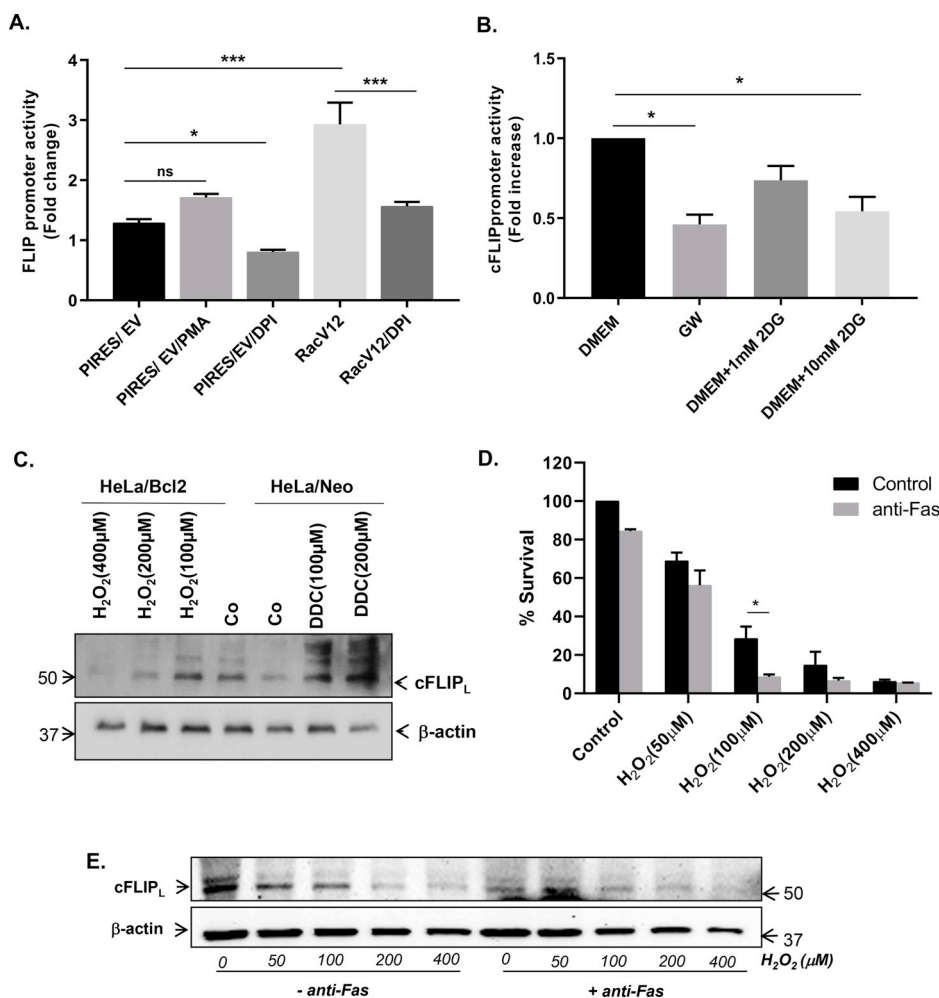 A.
FLIP promoter activity
(Fold change)
4
3
2
1
0
***
***
*
ns
PIRES/ EV
PIRES/ EV/PMA
PIRES/EV/DPI
RacV12
RacV12/DPI
B.
cFLIPpromoter activity
(Fold increase)
1.0
0.5
0.0
*
*
DMEM
GW
DMEM+1mM 2DG
DMEM+10mM 2DG
C.
HeLa/Bcl2
HeLa/Neo
H₂O₂(400µM)
H₂O₂(200µM)
H₂O₂(100µM)
Co
Co
DDC(100µM)
DDC(200µM)
50
cFLIP_L
37
β-actin
D.
% Survival
120
100
80
60
40
20
0
Control
anti-Fas
*
Control
H₂O₂(50µM)
H₂O₂(100µM)
H₂O₂(200µM)
H₂O₂(400µM)
E.
cFLIP_L
50
β-actin
37
0 50 100 200 400 0 50 100 200 400 H₂O₂ (µM)
- anti-Fas + anti-Fas